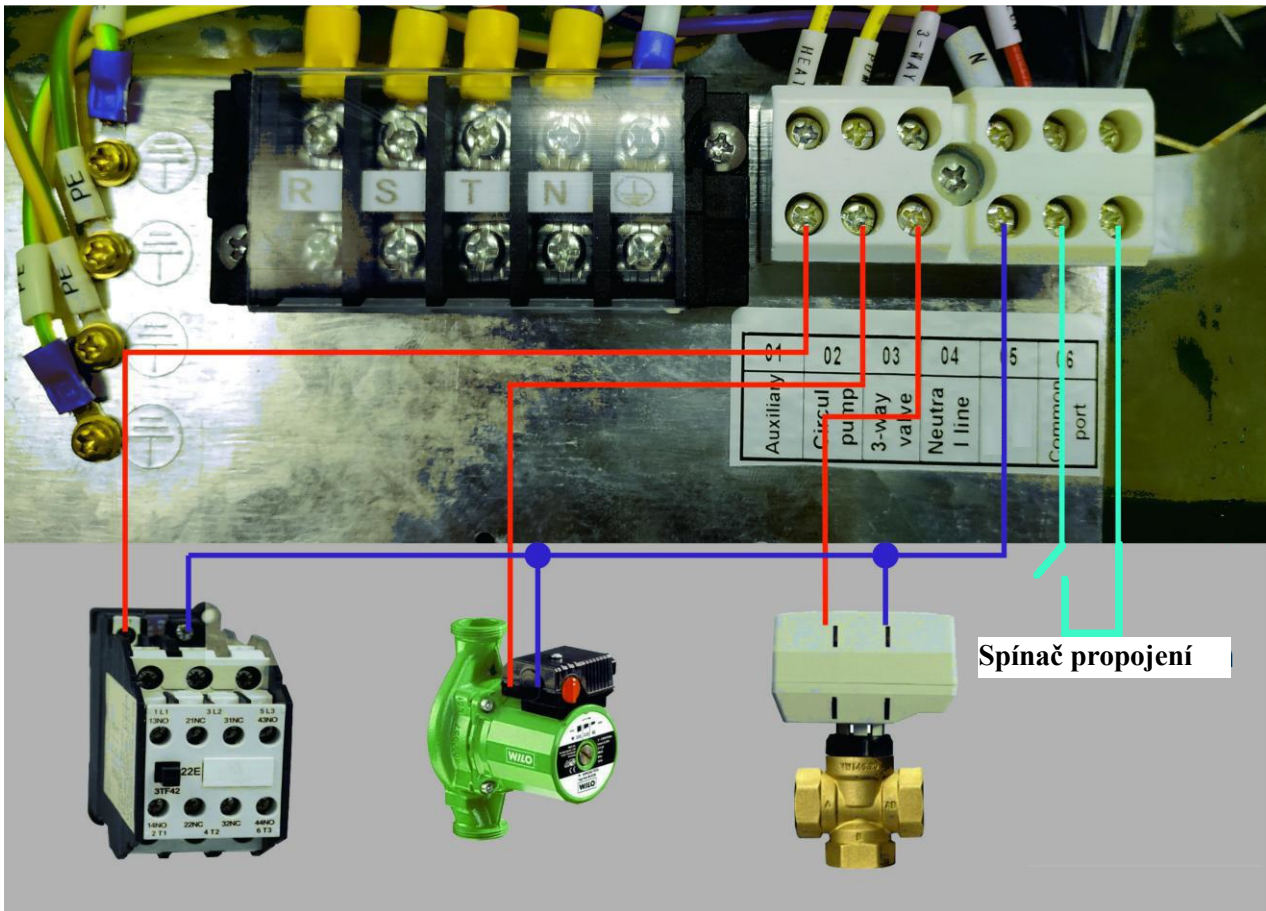 HEAT
3-WAY
N
PE
PE
PE
R S T N
01 02 03 04 05 06
Auxiliary
Circul
pump
3-way
valve
Neutra
l line
Common
port
Spínač propojení
1 L1 3 L2 5 L3
13NO 21NC 31NC 43NO
22E
3TF42
14NO 22NC 32NC 44NO
2 T1 4 T2 6 T3
WILO
WILO
A AB